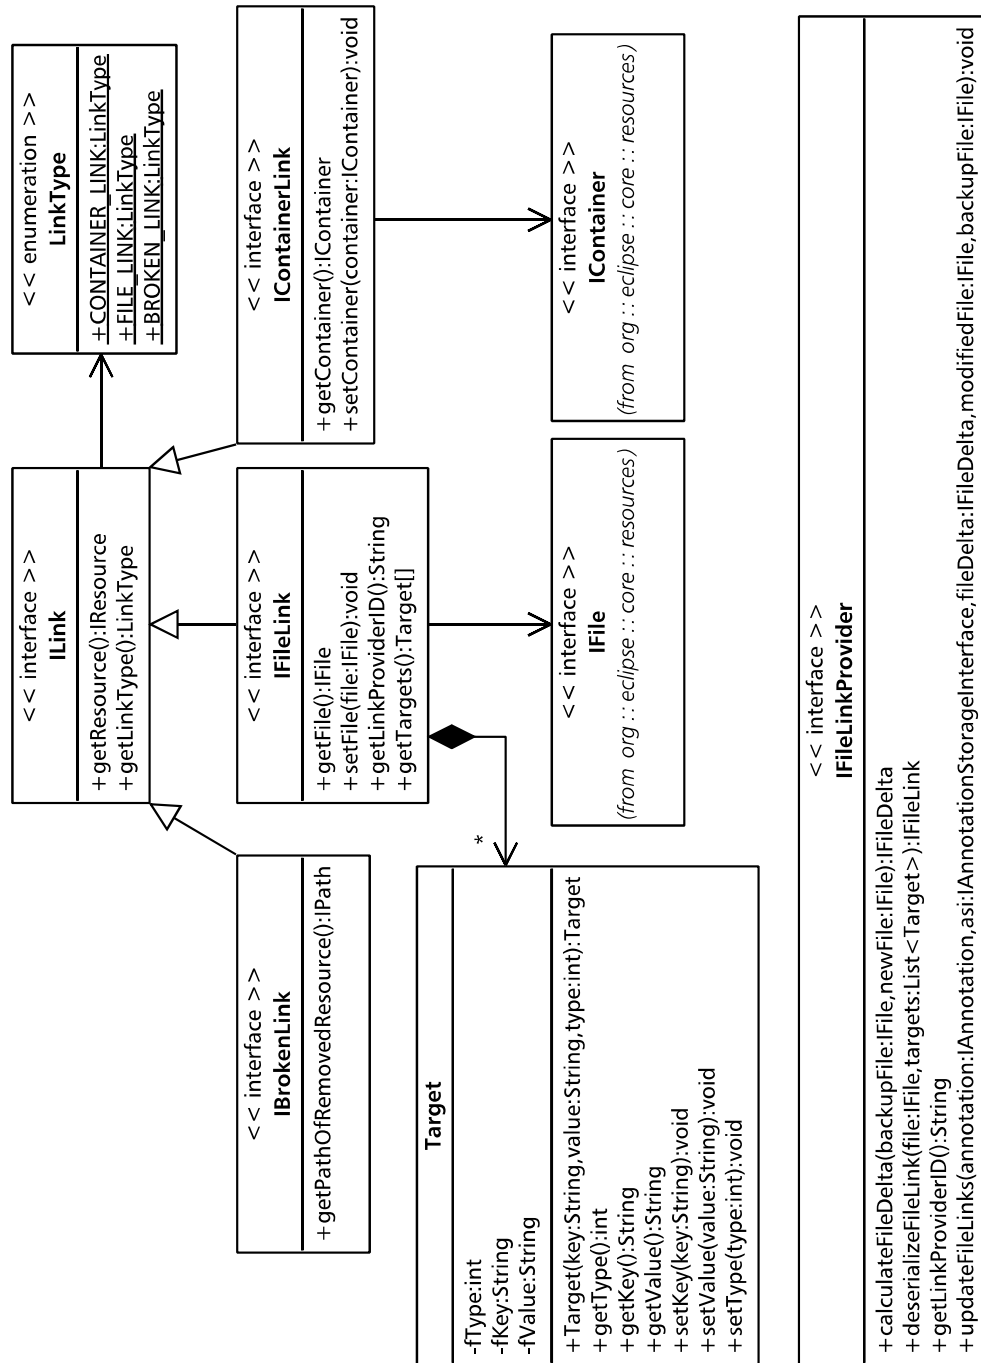 << interface >>
IBrokenLink
+getPathOfRemovedResource():IPath
<< interface >>
ILink
+getResource():IResource
+getLinkType():LinkType
<< enumeration >>
LinkType
+CONTAINER_LINK:LinkType
+FILE_LINK:LinkType
+BROKEN_LINK:LinkType
<< interface >>
IFileLink
+getFile():IFile
+setFile(file:IFile):void
+getLinkProviderID():String
+getTargets():Target[]
<< interface >>
IContainerLink
+getContainer():IContainer
+setContainer(container:IContainer):void
*
Target
-fType:int
-fKey:String
-fValue:String
+Target(key:String,value:String,type:int):Target
+getType():int
+getKey():String
+getValue():String
+setKey(key:String):void
+setValue(value:String):void
+setType(type:int):void
<< interface >>
IFile
(from org :: eclipse :: core :: resources)
<< interface >>
IContainer
(from org :: eclipse :: core :: resources)
<< interface >>
IFileLinkProvider
+calculateFileDelta(backupFile:IFile,newFile:IFile):IFileDelta
+deserializeFileLink(file:IFile,targets:List<Target>):IFileLink
+getLinkProviderID():String
+updateFileLinks(annotation:IAnnotation,asi:IAnnotationStorageInterface,fileDelta:IFileDelta,modifiedFile:IFile,backupFile:IFile):void